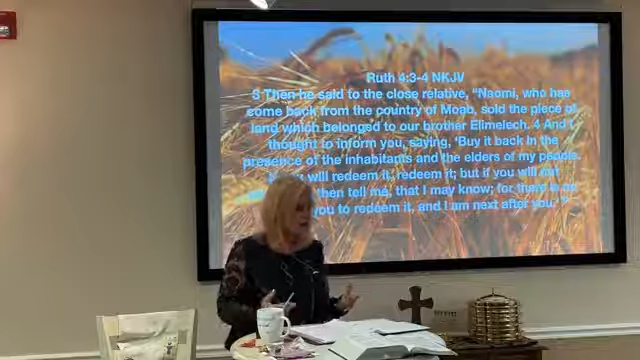 Ruth 4:3-4 NKJV
3 Then he said to the close relative, "Naomi, who has
come back from the country of Moab, sold the piece of
land which belonged to our brother Elimelech. 4 And I
thought to inform you, saying, 'Buy it back in the
presence of the inhabitants and the elders of my people.
will redeem it, redeem it; but if you will not
then tell me, that I may know; for there is no
you to redeem it, and I am next after you.' "